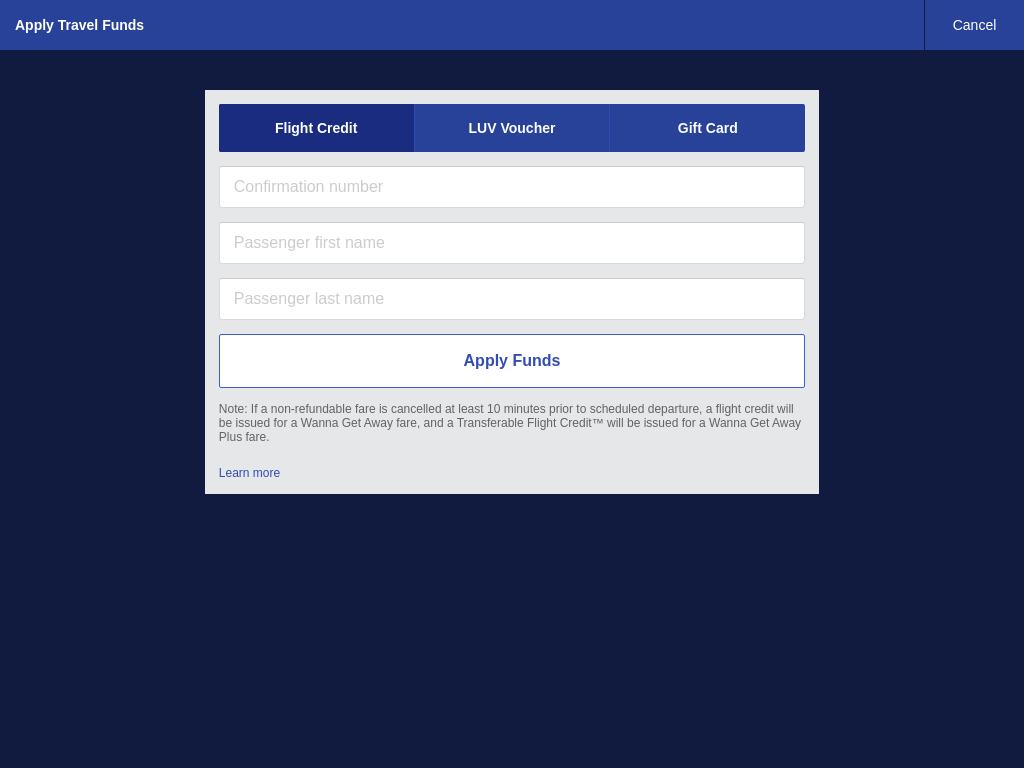 Apply Travel Funds
Cancel
Flight Credit
LUV Voucher
Gift Card
Confirmation number
Passenger first name
Passenger last name
Apply Funds
Note: If a non-refundable fare is cancelled at least 10 minutes prior to scheduled departure, a flight credit will
be issued for a Wanna Get Away fare, and a Transferable Flight Credit™ will be issued for a Wanna Get Away
Plus fare.
Learn more